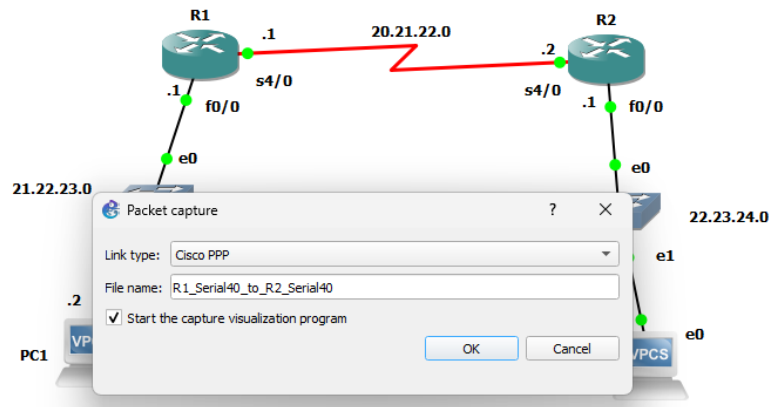 R1
R2
.1
20.21.22.0
.2
s4/0
s4/0
.1
f0/0
.1
f0/0
e0
e0
21.22.23.0
22.23.24.0
Packet capture
?
Link type:
Cisco PPP
e1
File name:
R1_Serial40_to_R2_Serial40
.2
Start the capture visualization program
OK
Cancel
e0
PC1
VPCS